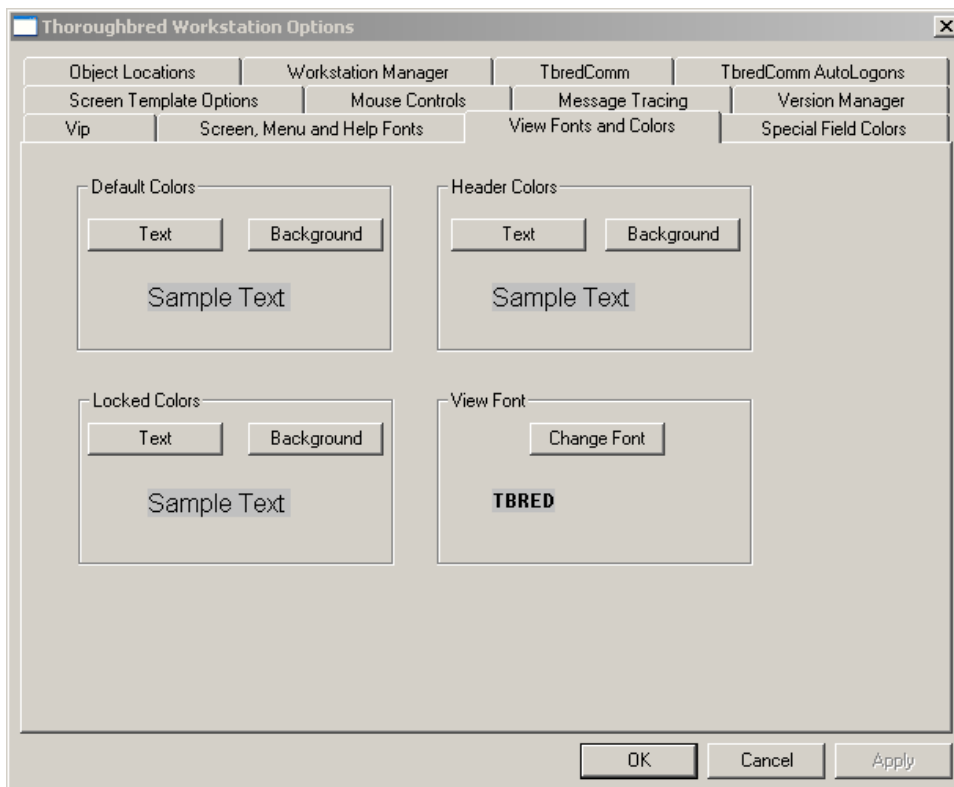 Thoroughbred Workstation Options
Object Locations
Workstation Manager
TbredComm
TbredComm AutoLogons
Screen Template Options
Mouse Controls
Message Tracing
Version Manager
Vip
Screen, Menu and Help Fonts
View Fonts and Colors
Special Field Colors
Default Colors
Text
Background
Sample Text
Header Colors
Text
Background
Sample Text
Locked Colors
Text
Background
Sample Text
View Font
Change Font
TBRED
OK
Cancel
Apply